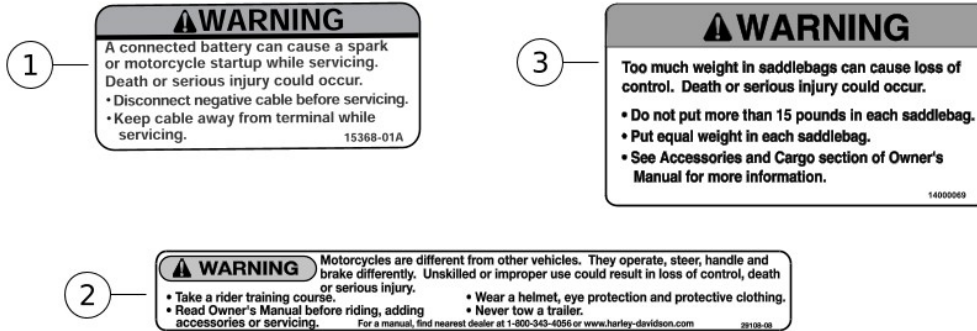 1
WARNING
A connected battery can cause a spark
or motorcycle startup while servicing.
Death or serious injury could occur.
• Disconnect negative cable before servicing.
• Keep cable away from terminal while
servicing.
15368-01A
3
WARNING
Too much weight in saddlebags can cause loss of
control. Death or serious injury could occur.
• Do not put more than 15 pounds in each saddlebag.
• Put equal weight in each saddlebag.
• See Accessories and Cargo section of Owner's
Manual for more information.
14000069
2
WARNING
Motorcycles are different from other vehicles. They operate, steer, handle and
brake differently. Unskilled or improper use could result in loss of control, death
or serious injury.
• Take a rider training course.
• Read Owner's Manual before riding, adding
accessories or servicing.
• Wear a helmet, eye protection and protective clothing.
• Never tow a trailer.
For a manual, find nearest dealer at 1-800-343-4056 or www.harley-davidson.com
29108-08